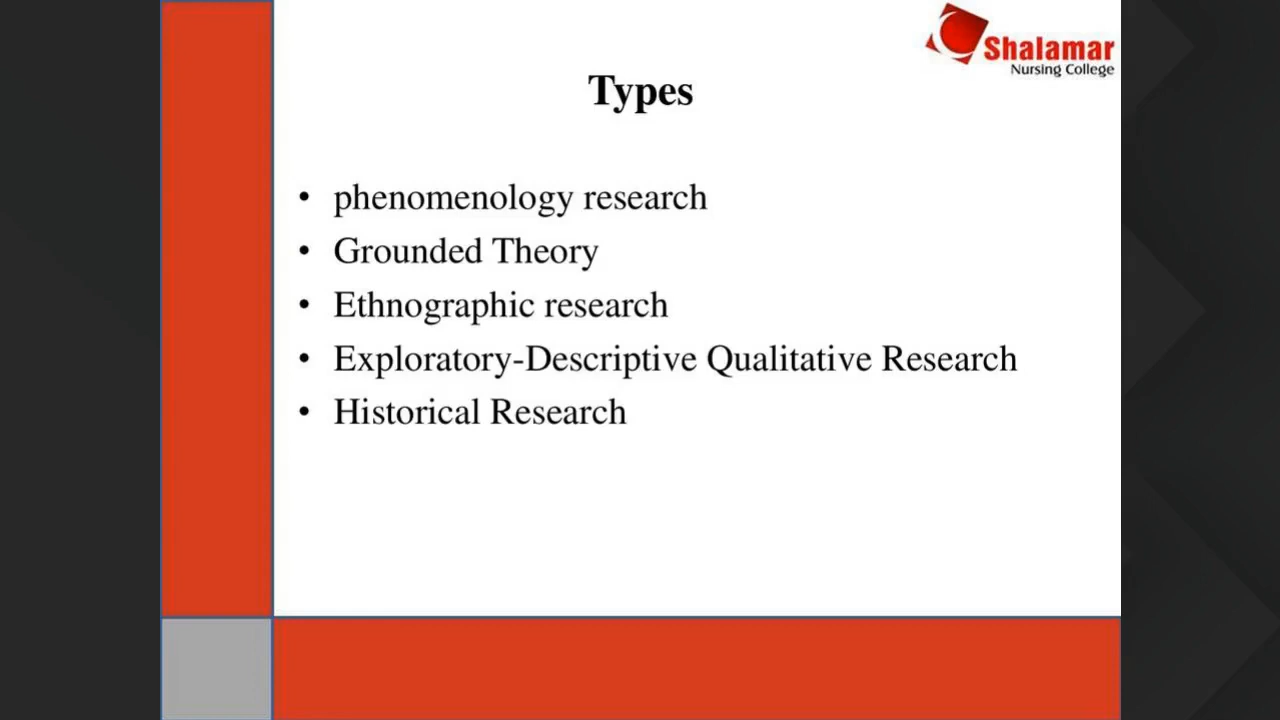 Shalamar
Nursing College
Types
• phenomenology research
• Grounded Theory
• Ethnographic research
• Exploratory-Descriptive Qualitative Research
• Historical Research